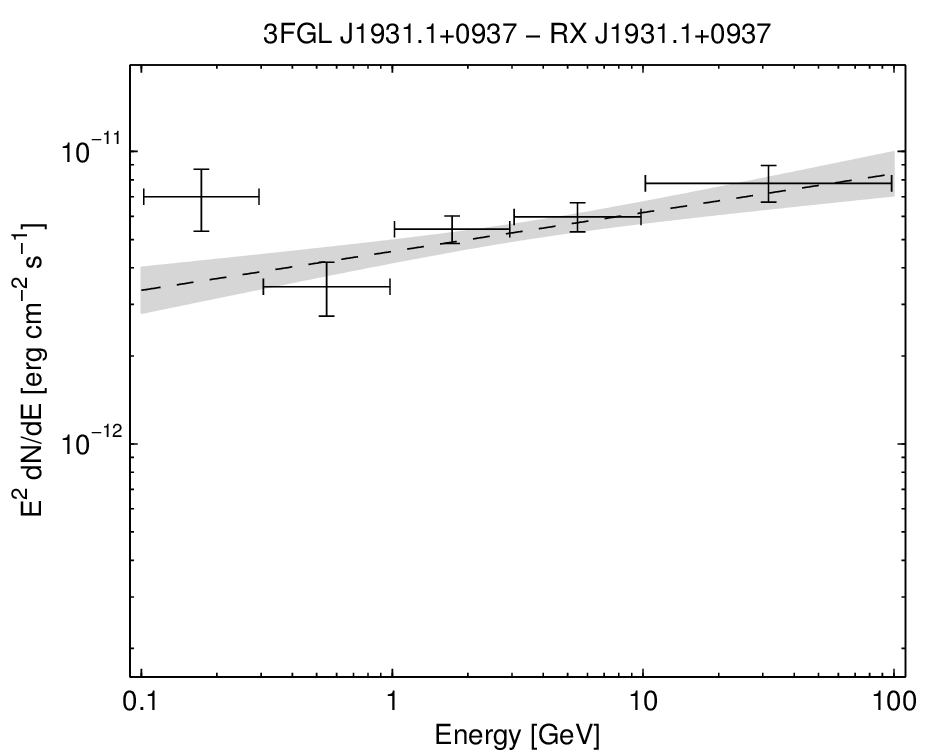 3FGL J1931.1+0937 − RX J1931.1+0937
10⁻¹¹
10⁻¹²
E² dN/dE [erg cm⁻² s⁻¹]
0.1 1 10 100
Energy [GeV]